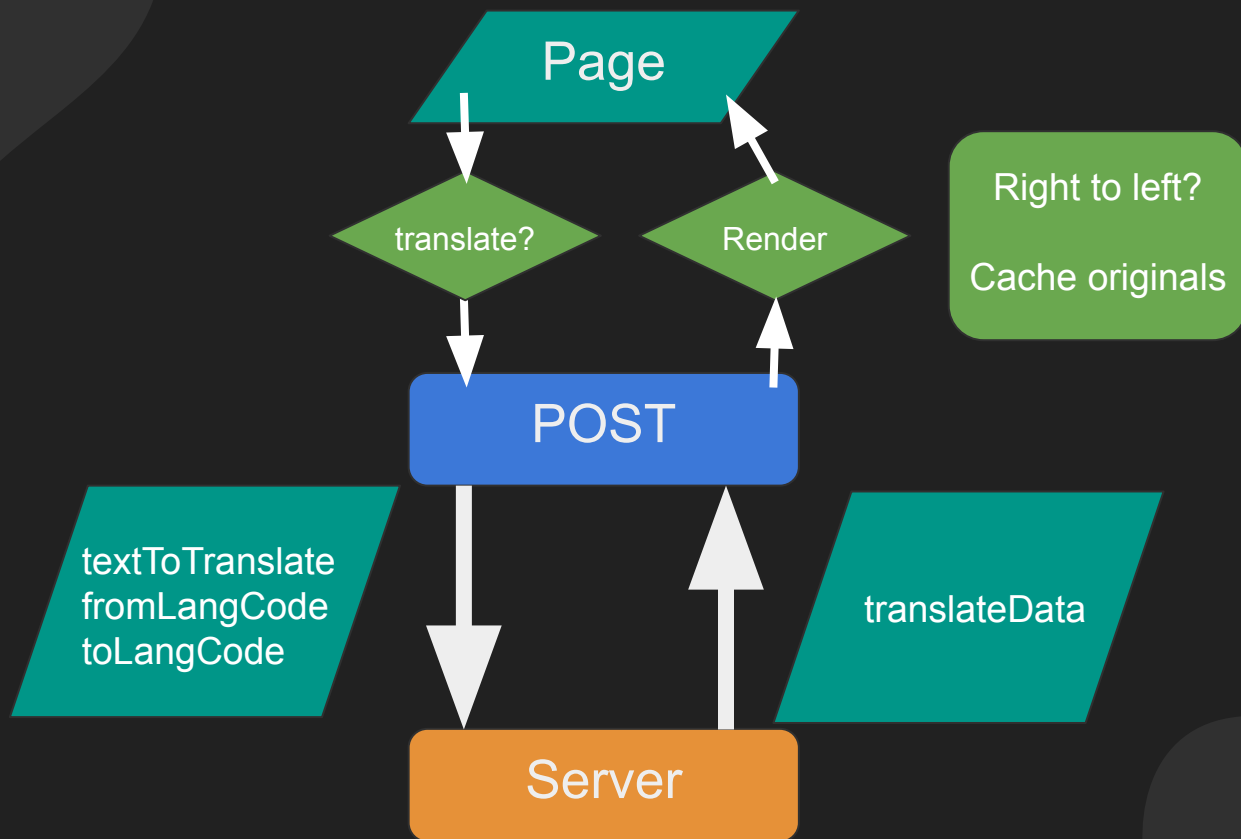 Page
translate?
Render
Right to left?
Cache originals
POST
textToTranslate
fromLangCode
toLangCode
translateData
Server